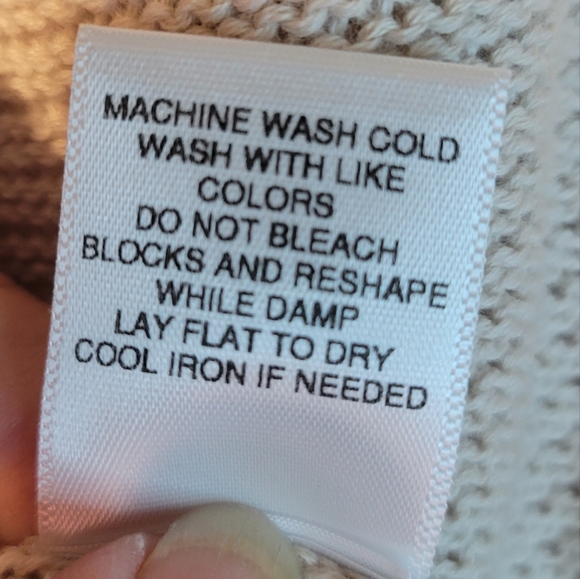 MACHINE WASH COLD
WASH WITH LIKE
COLORS
DO NOT BLEACH
BLOCKS AND RESHAPE
WHILE DAMP
LAY FLAT TO DRY
COOL IRON IF NEEDED